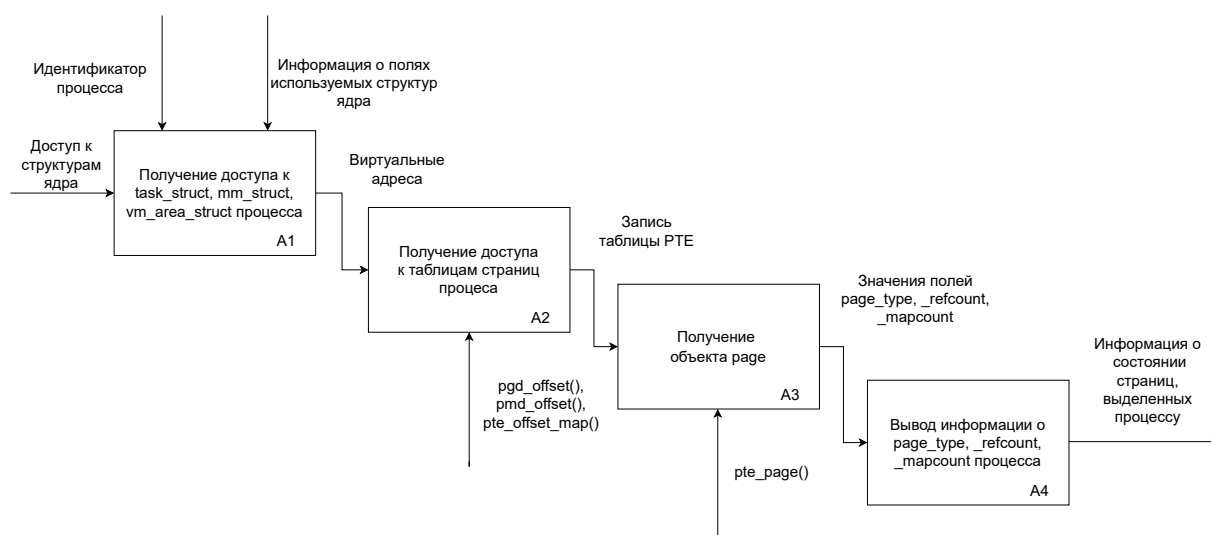 Идентификатор
процесса
Информация о полях
используемых структур
ядра
Доступ к
структурам
ядра
Получение доступа к
task_struct, mm_struct,
vm_area_struct процесса
A1
Виртуальные
адреса
Получение доступа
к таблицам страниц
процеса
A2
pgd_offset(),
pmd_offset(),
pte_offset_map()
Запись
таблицы PTE
Получение
объекта page
A3
pte_page()
Значения полей
page_type, _refcount,
_mapcount
Вывод информации о
page_type, _refcount,
_mapcount процесса
A4
Информация о
состоянии
страниц,
выделенных
процессу